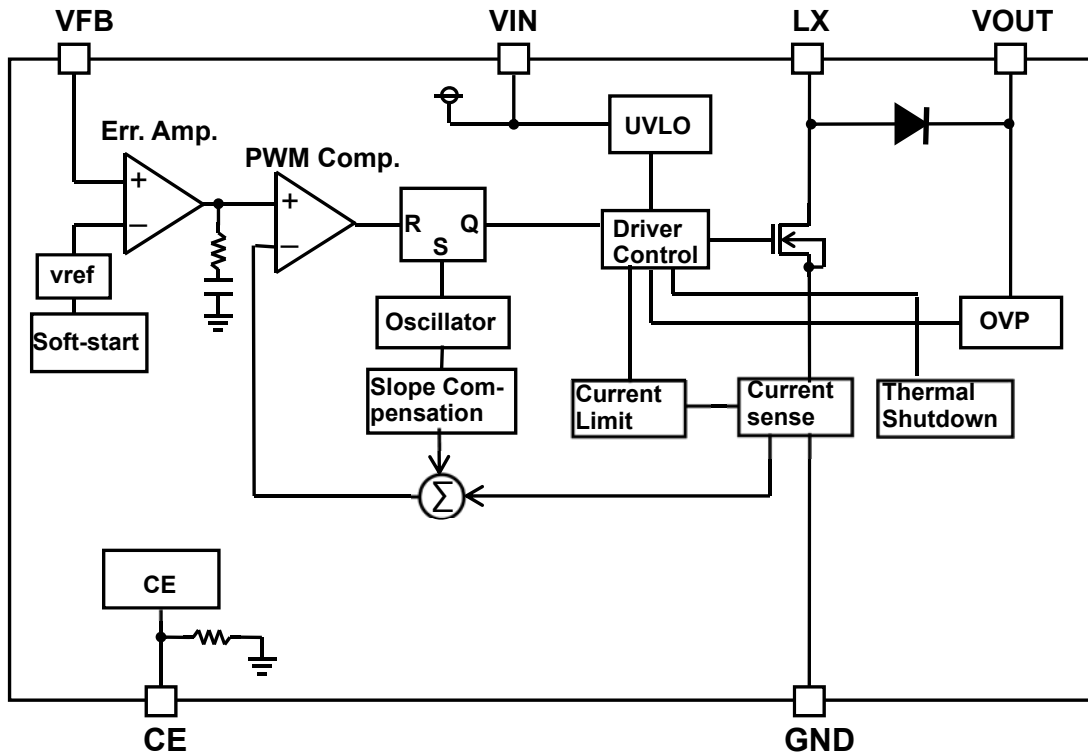 VFB
VIN
LX
VOUT
Err. Amp.
UVLO
PWM Comp.
+
−
+
−
R
Q
S
Driver
Control
vref
Soft-start
Oscillator
OVP
Slope Com-
pensation
Current
Limit
Current
sense
Thermal
Shutdown
Σ
CE
CE
GND